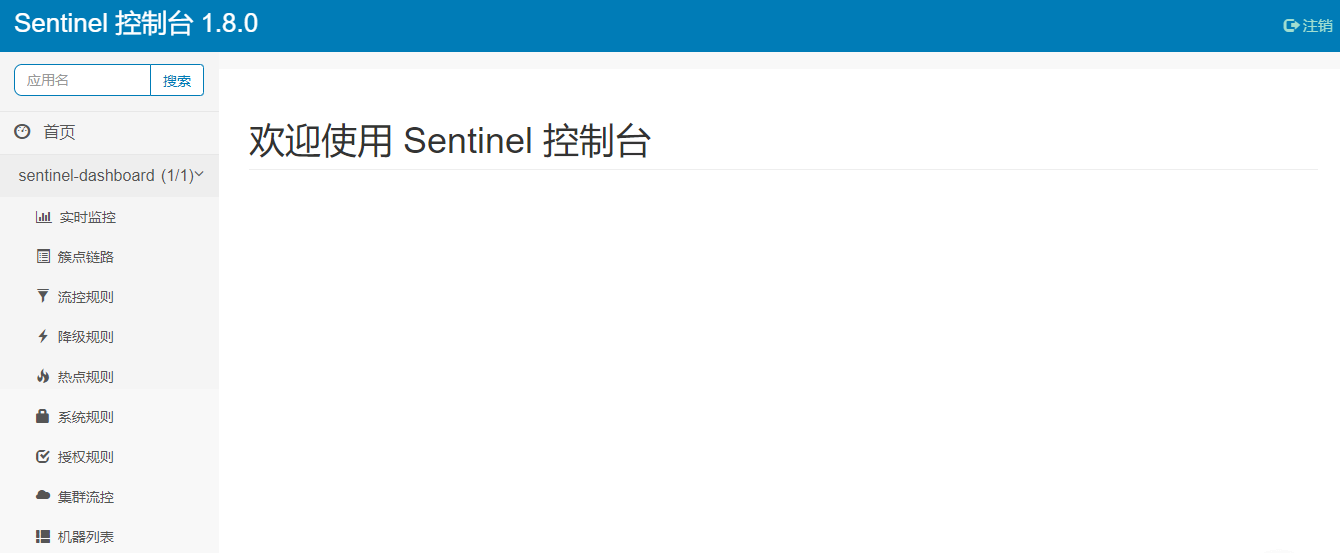 Sentinel 控制台 1.8.0
注销
应用名 搜索
首页
欢迎使用 Sentinel 控制台
sentinel-dashboard (1/1)
实时监控
簇点链路
流控规则
降级规则
热点规则
系统规则
授权规则
集群流控
机器列表